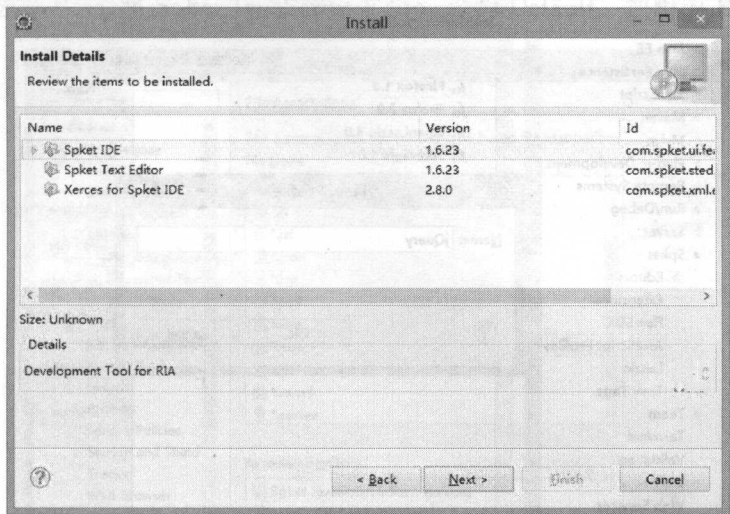 Install
Install Details
Review the items to be installed.
Name Version Id
Spket IDE 1.6.23 com.spket.ui.fea
Spket Text Editor 1.6.23 com.spket.sted
Xerces for Spket IDE 2.8.0 com.spket.xml.e
Size: Unknown
Details
Development Tool for RIA
< Back Next > Finish Cancel